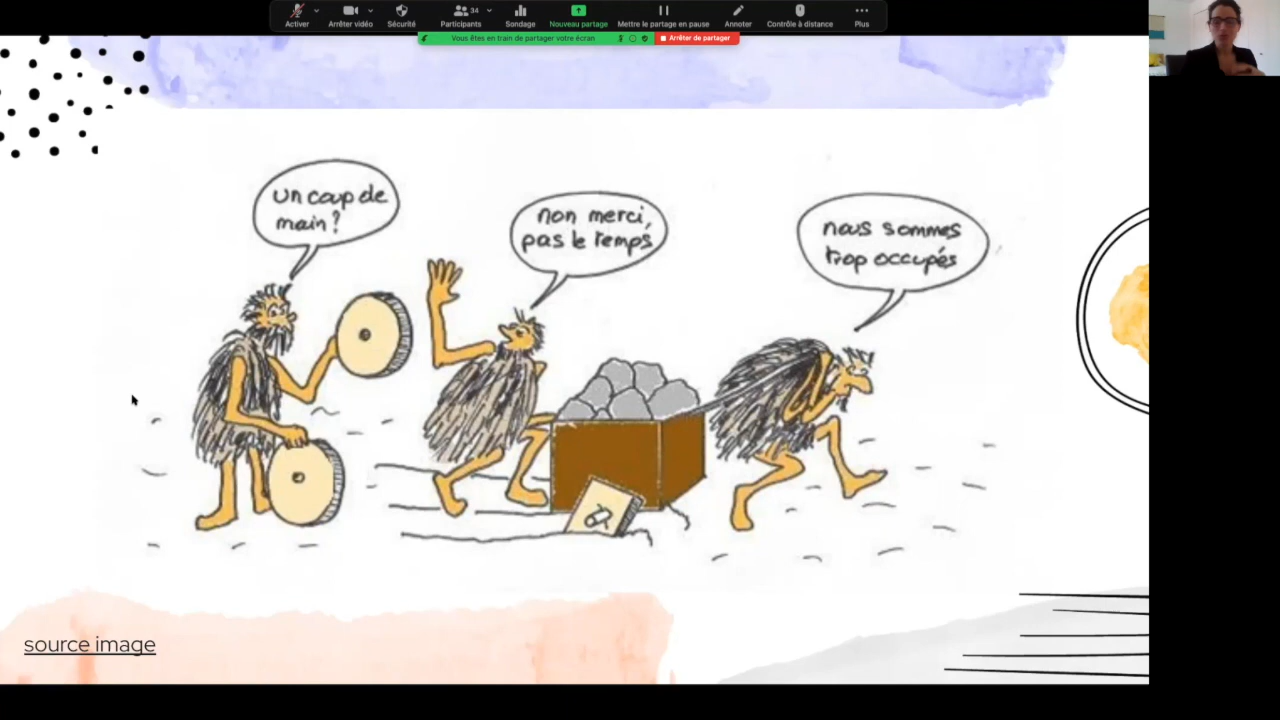 Activer
Arrêter vidéo
Sécurité
Participants
34
Sondage
Nouveau partage
Mettre le partage en pause
Annoter
Contrôle à distance
Plus
Vous êtes en train de partager votre écran
Arrêter de partager
un coup de
main?
non merci,
pas le temps
nous sommes
trop occupés
source image